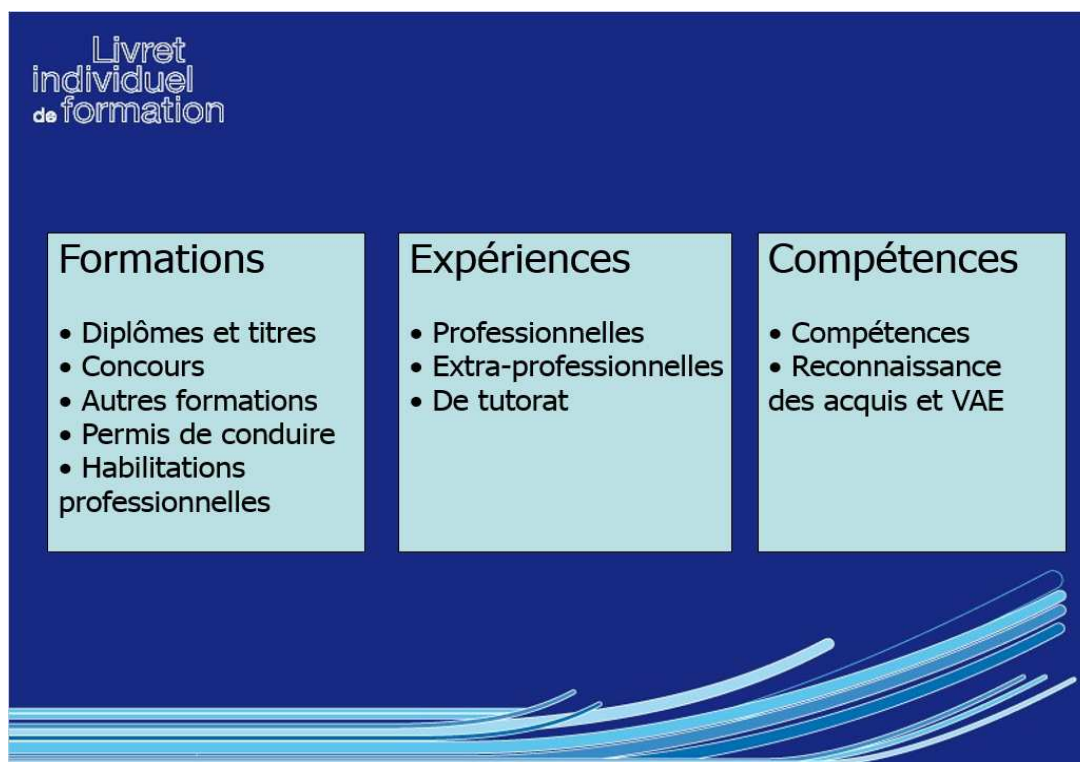 Livret
individuel
de formation
Formations
• Diplômes et titres
• Concours
• Autres formations
• Permis de conduire
• Habilitations
professionnelles
Expériences
• Professionnelles
• Extra-professionnelles
• De tutorat
Compétences
• Compétences
• Reconnaissance
des acquis et VAE